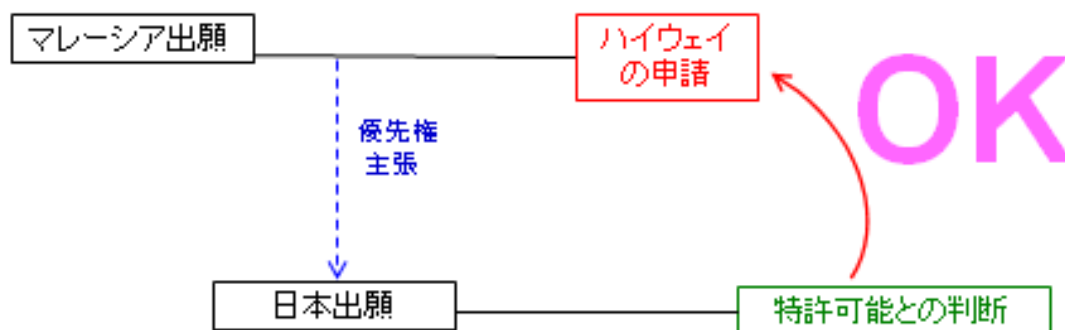 マレーシア出願
ハイウェイ
の申請
OK
優先権
主張
日本出願
特許可能との判断